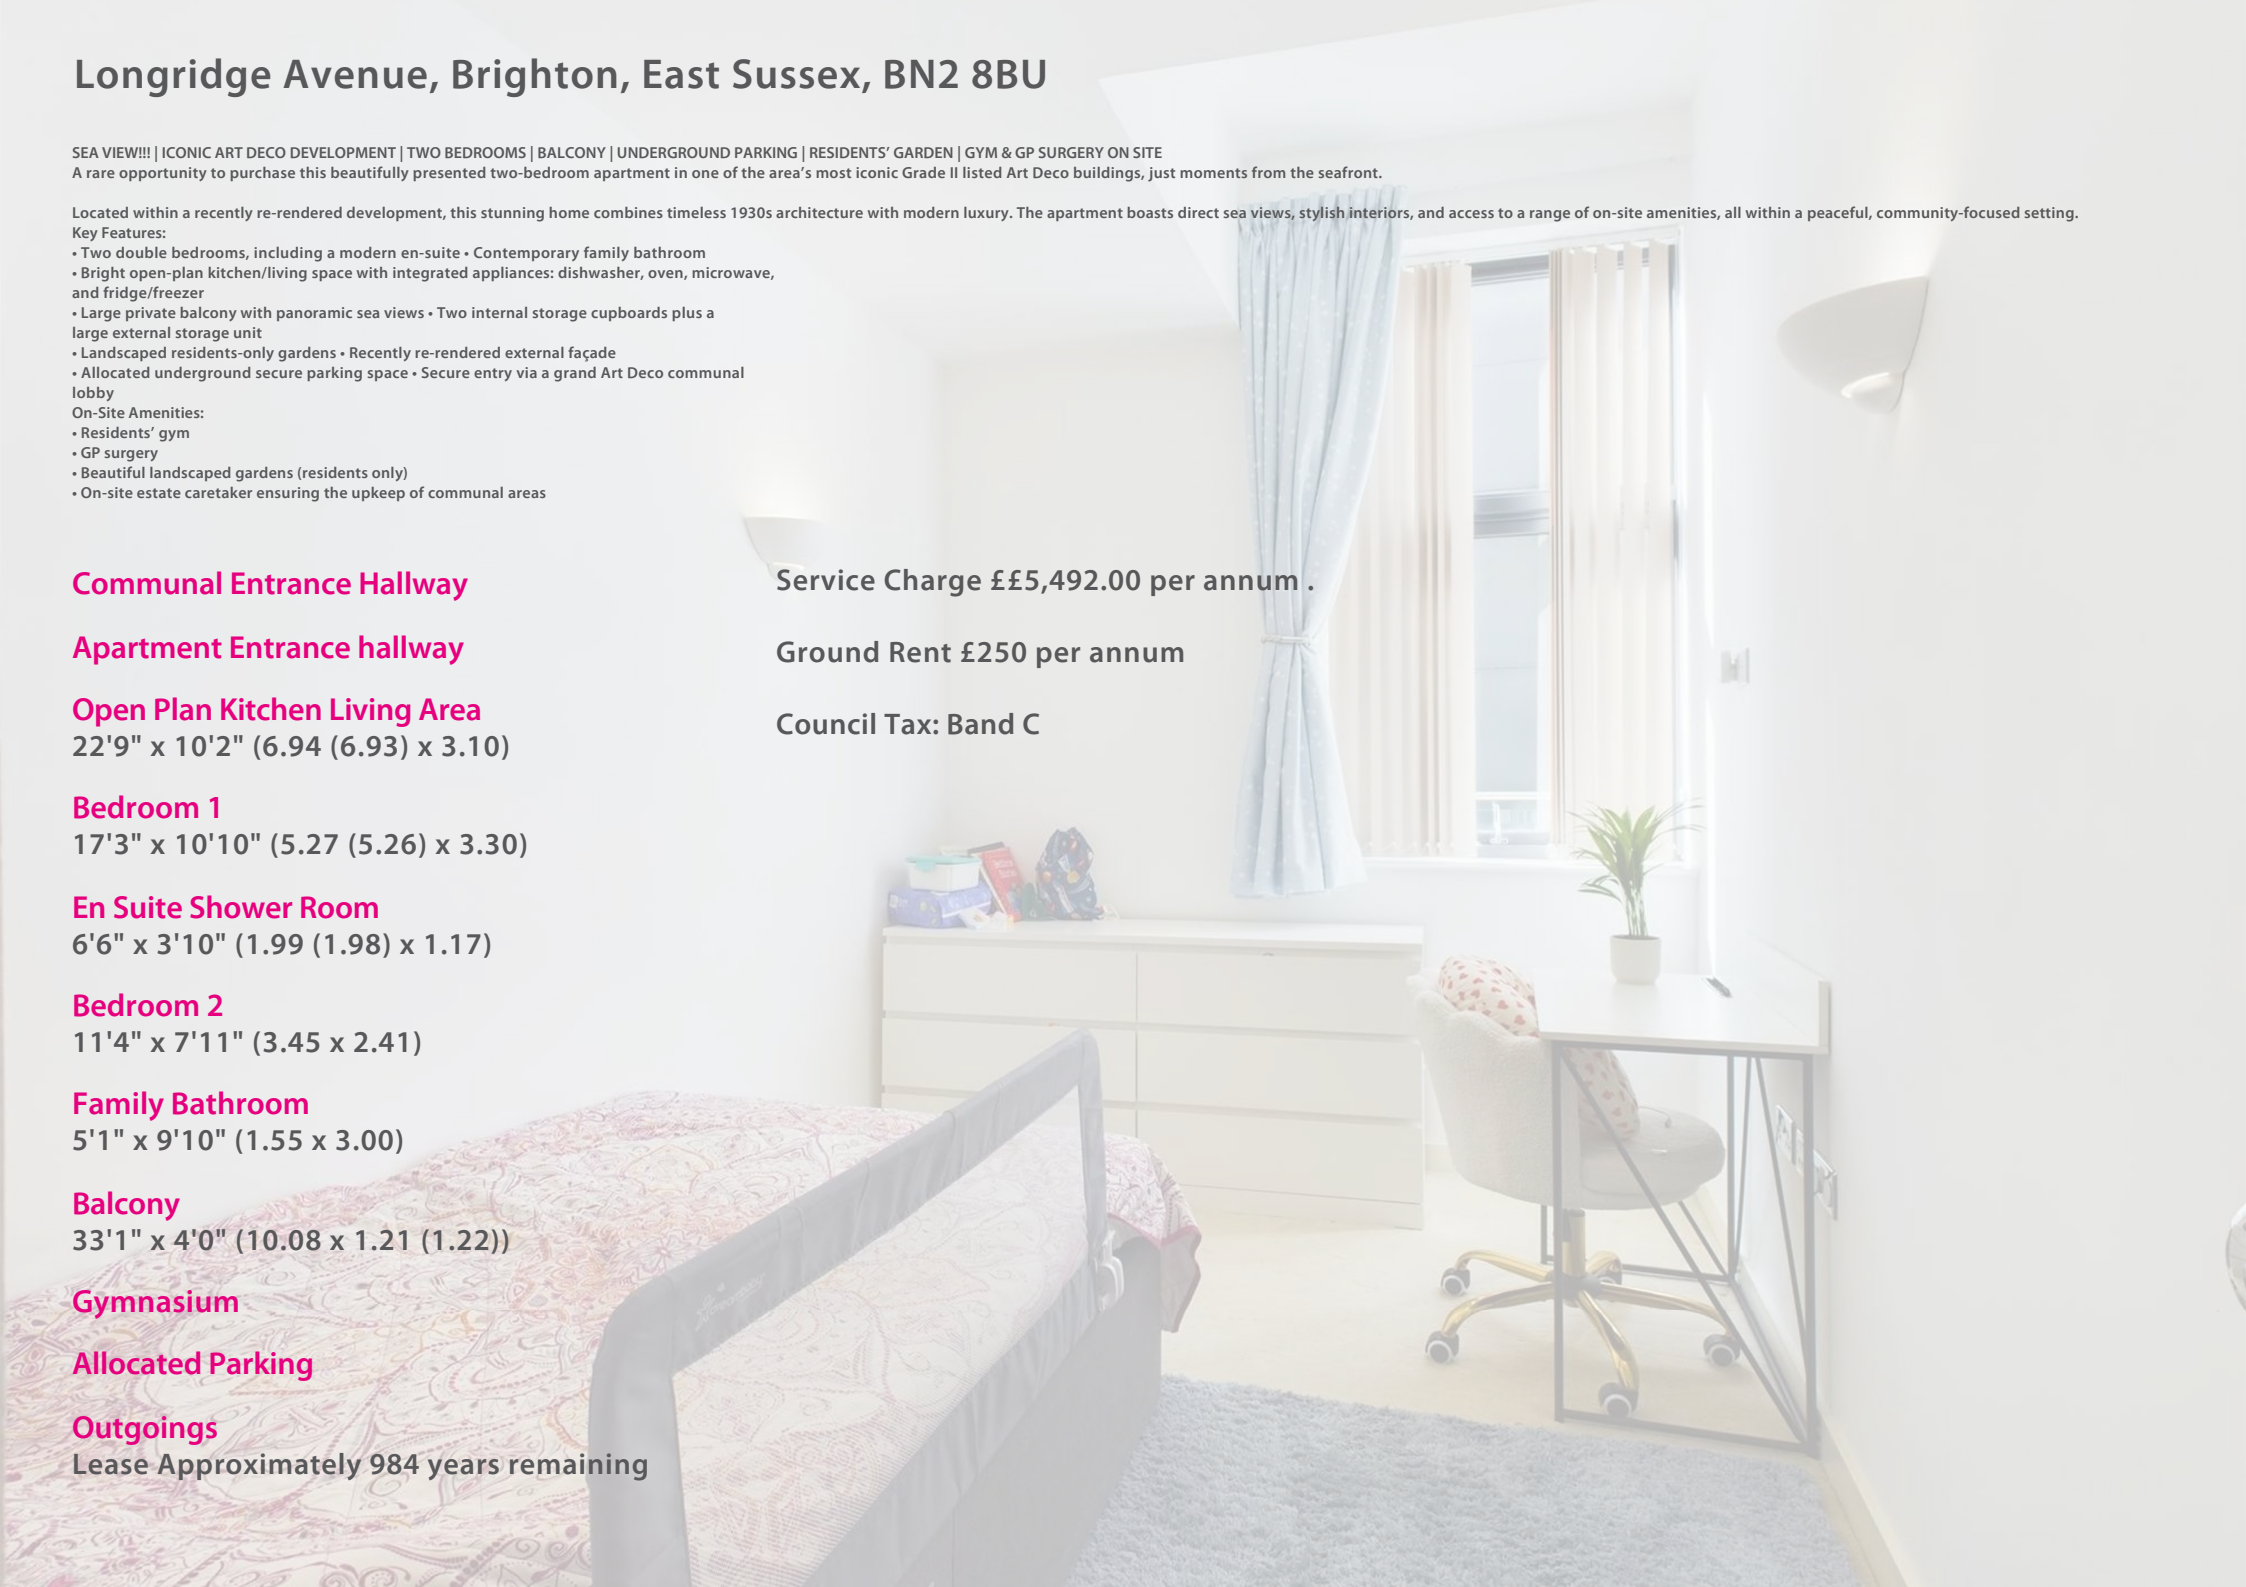 Longridge Avenue, Brighton, East Sussex, BN2 8BU
SEA VIEW!!! | ICONIC ART DECO DEVELOPMENT | TWO BEDROOMS | BALCONY | UNDERGROUND PARKING | RESIDENTS’ GARDEN | GYM & GP SURGERY ON SITE
A rare opportunity to purchase this beautifully presented two-bedroom apartment in one of the area’s most iconic Grade II listed Art Deco buildings, just moments from the seafront.
Located within a recently re-rendered development, this stunning home combines timeless 1930s architecture with modern luxury. The apartment boasts direct sea views, stylish interiors, and access to a range of on-site amenities, all within a peaceful, community-focused setting.
Key Features:
• Two double bedrooms, including a modern en-suite • Contemporary family bathroom
• Bright open-plan kitchen/living space with integrated appliances: dishwasher, oven, microwave,
and fridge/freezer
• Large private balcony with panoramic sea views • Two internal storage cupboards plus a
large external storage unit
• Landscaped residents-only gardens • Recently re-rendered external façade
• Allocated underground secure parking space • Secure entry via a grand Art Deco communal
lobby
On-Site Amenities:
• Residents’ gym
• GP surgery
• Beautiful landscaped gardens (residents only)
• On-site estate caretaker ensuring the upkeep of communal areas
Communal Entrance Hallway
Apartment Entrance hallway
Open Plan Kitchen Living Area
22'9" x 10'2" (6.94 (6.93) x 3.10)
Bedroom 1
17'3" x 10'10" (5.27 (5.26) x 3.30)
En Suite Shower Room
6'6" x 3'10" (1.99 (1.98) x 1.17)
Bedroom 2
11'4" x 7'11" (3.45 x 2.41)
Family Bathroom
5'1" x 9'10" (1.55 x 3.00)
Balcony
33'1" x 4'0" (10.08 x 1.21 (1.22))
Gymnasium
Allocated Parking
Outgoings
Lease Approximately 984 years remaining
Service Charge ££5,492.00 per annum .
Ground Rent £250 per annum
Council Tax: Band C